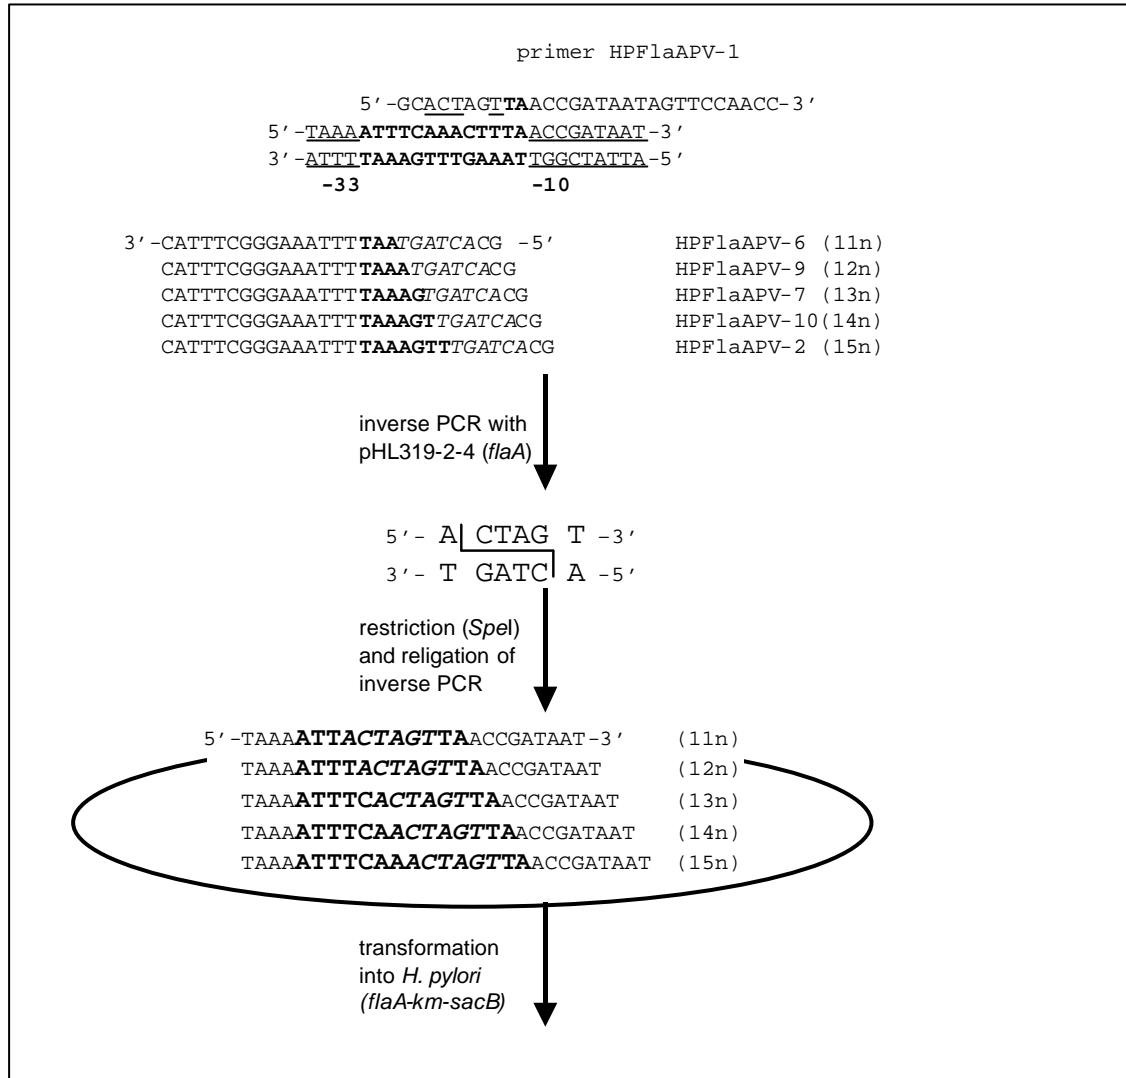 primer HPFlaAPV-1
5′-GCACTAGTTAACCGATAATAGTTCCAACC-3′
5′-TAAAATTTCAAACTTTAACCGATAAT-3′
3′-ATTTTAAAGTTTGAAATTGGCTATTA-5′
-33 -10
3′-CATTTCGGGAAATTTTAATGATCACG -5′ HPFlaAPV-6 (11n)
CATTTCGGGAAATTTTAAATGATCACG HPFlaAPV-9 (12n)
CATTTCGGGAAATTTTAAAGTGATCACG HPFlaAPV-7 (13n)
CATTTCGGGAAATTTTAAAGTTGATCACG HPFlaAPV-10(14n)
CATTTCGGGAAATTTTAAAGTTTGATCACG HPFlaAPV-2 (15n)
inverse PCR with
pHL319-2-4 (flaA)
5′- A CTAG T -3′
3′- T GATC A -5′
restriction (SpeI)
and religation of
inverse PCR
5′-TAAAATTACTAGTTAACCGATAAT-3′ (11n)
TAAAATTTACTAGTTAACCGATAAT (12n)
TAAAATTTCACTAGTTAACCGATAAT (13n)
TAAAATTTCAACTAGTTAACCGATAAT (14n)
TAAAATTTCAAACTAGTTAACCGATAAT (15n)
transformation
into H. pylori
(flaA-km-sacB)